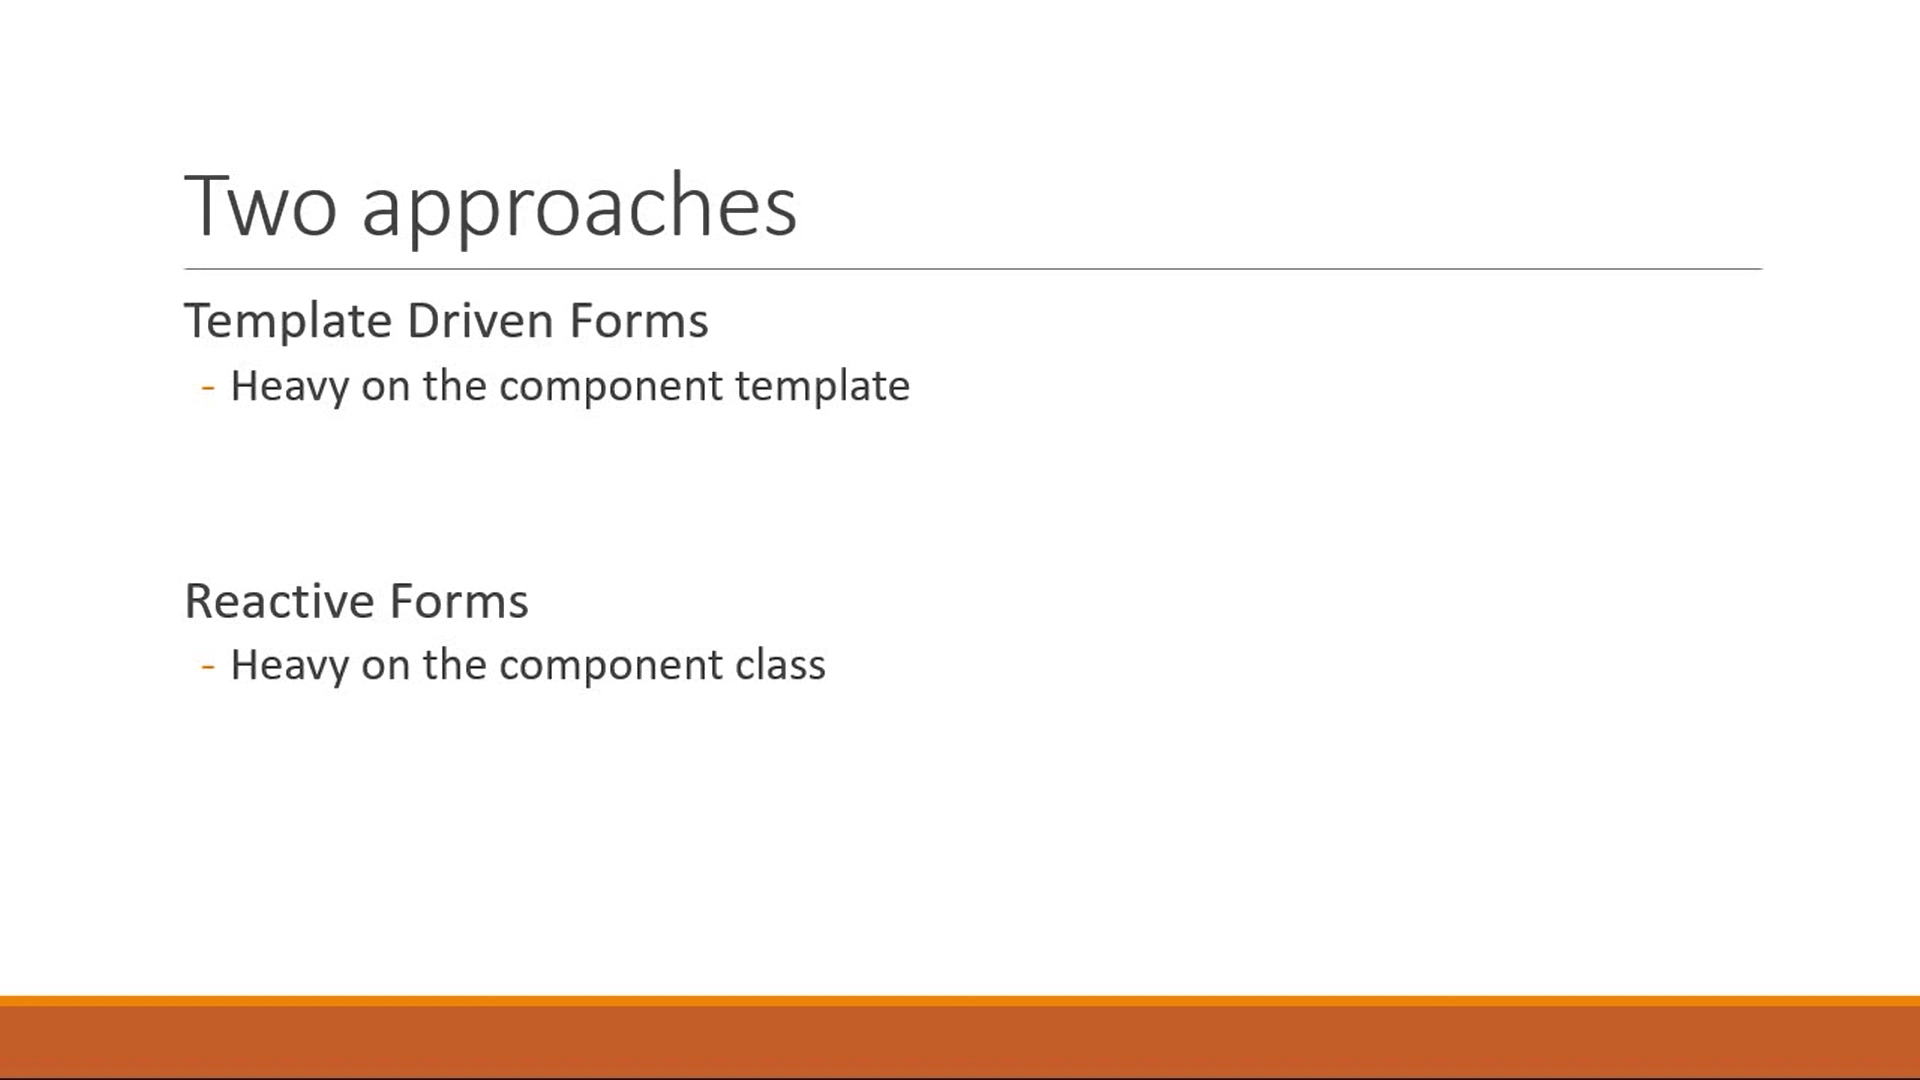 Two approaches
Template Driven Forms
- Heavy on the component template
Reactive Forms
- Heavy on the component class